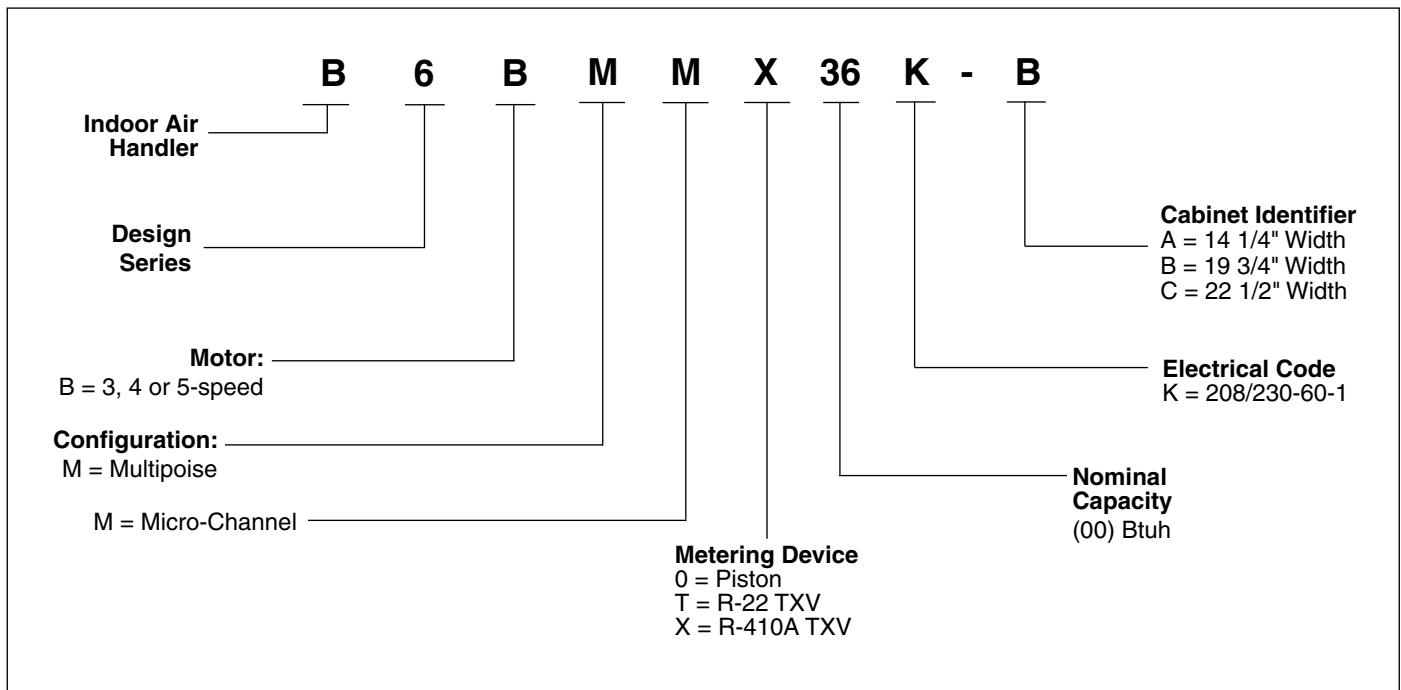 B 6 B M M X 36 K - B
Indoor Air
Handler
Design
Series
Motor:
B = 3, 4 or 5-speed
Configuration:
M = Multipoise
M = Micro-Channel
Metering Device
0 = Piston
T = R-22 TXV
X = R-410A TXV
Nominal
Capacity
(00) Btuh
Electrical Code
K = 208/230-60-1
Cabinet Identifier
A = 14 1/4" Width
B = 19 3/4" Width
C = 22 1/2" Width